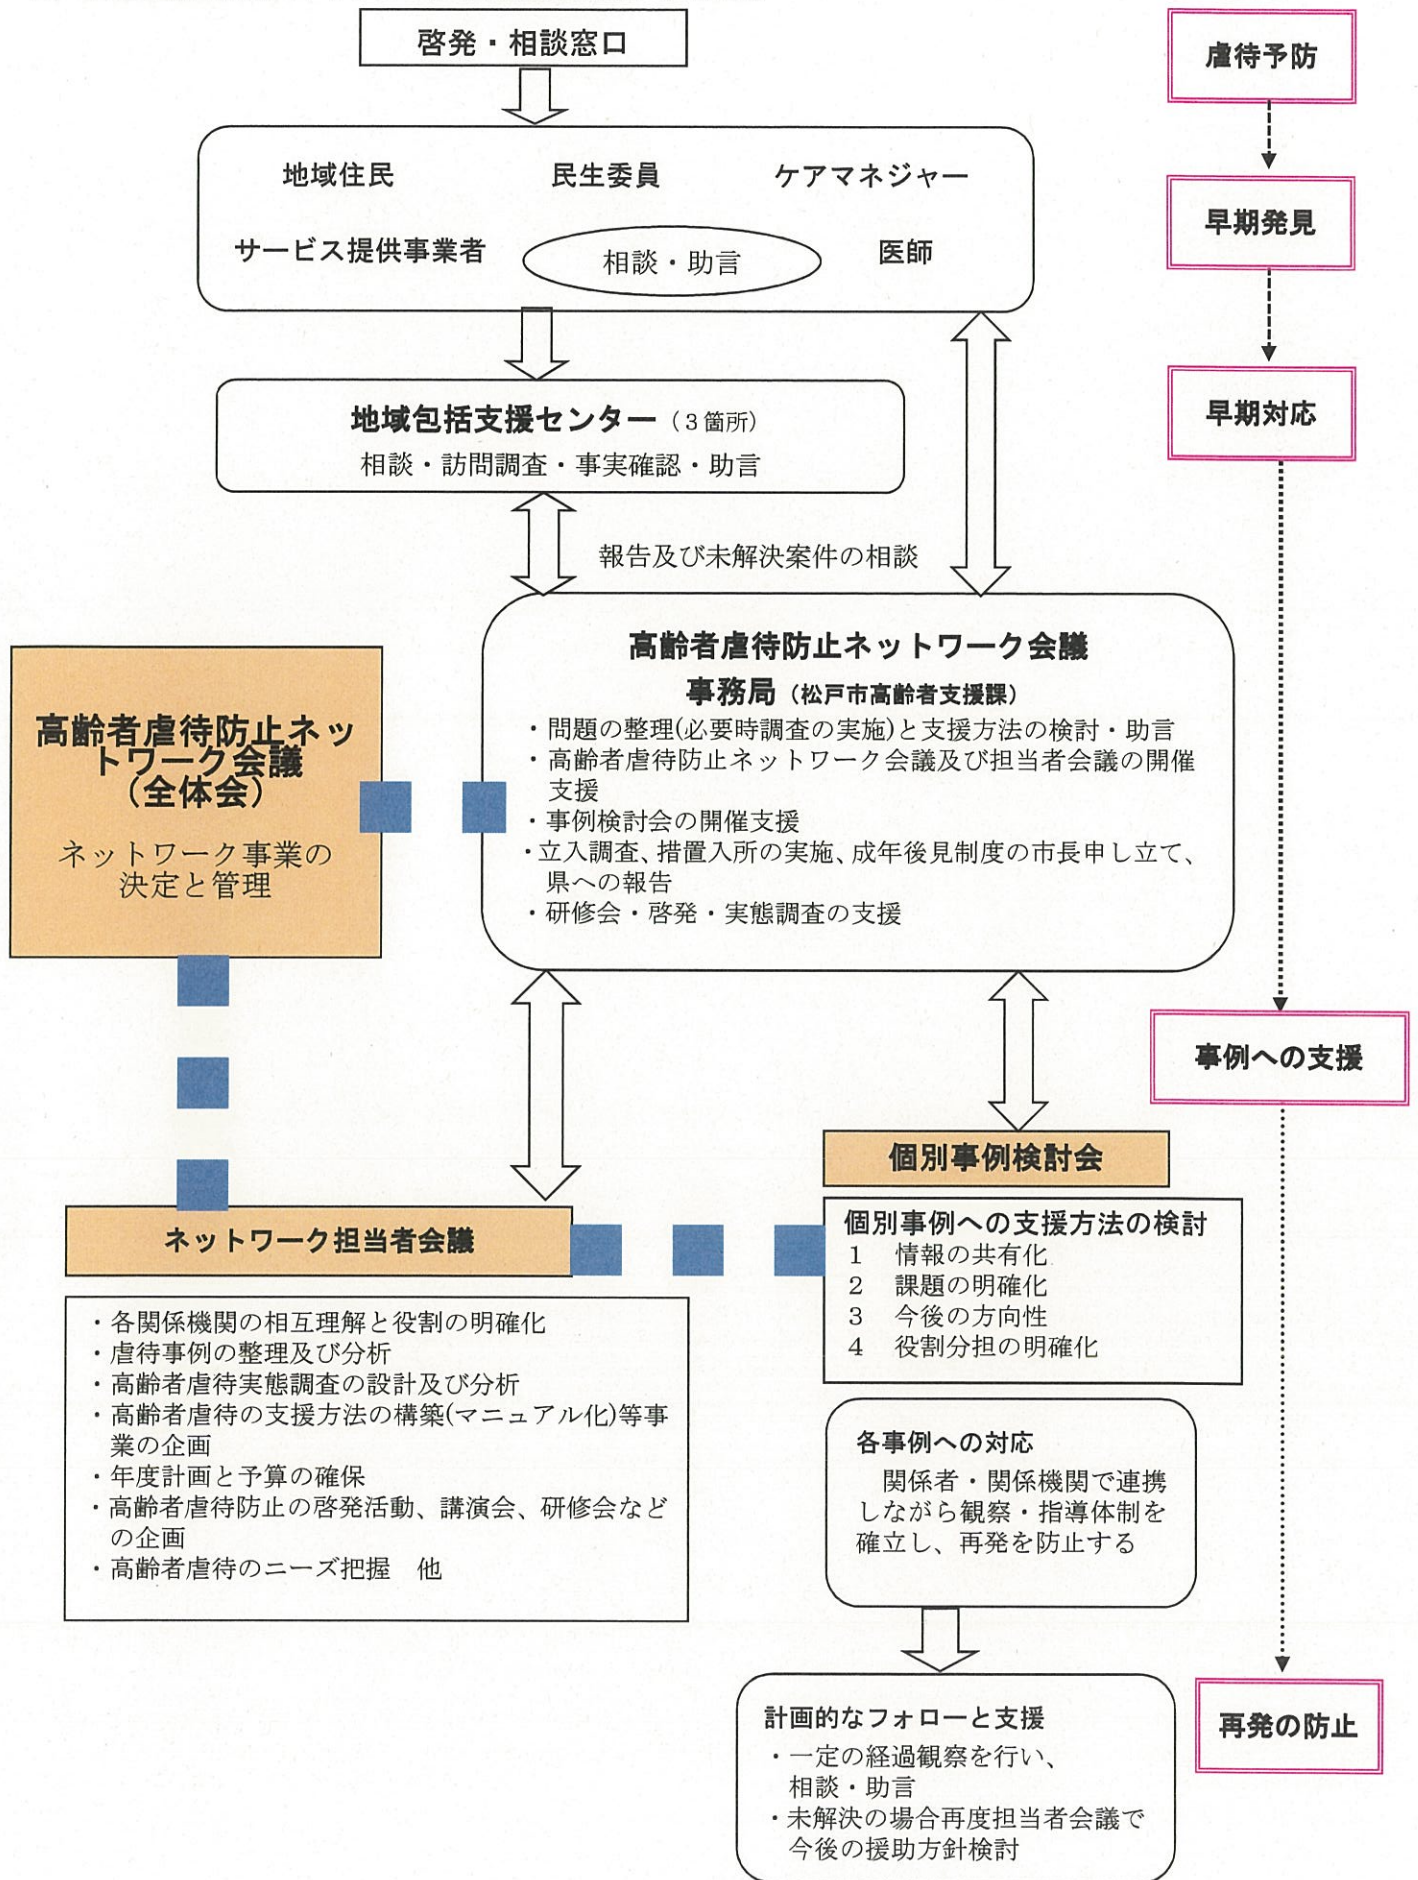 啓発・相談窓口
虐待予防
地域住民
民生委員
ケアマネジャー
早期発見
サービス提供事業者
相談・助言
医師
早期対応
地域包括支援センター（３箇所）
相談・訪問調査・事実確認・助言
報告及び未解決案件の相談
高齢者虐待防止ネットワーク会議
事務局（松戸市高齢者支援課）
・問題の整理(必要時調査の実施)と支援方法の検討・助言
・高齢者虐待防止ネットワーク会議及び担当者会議の開催
支援
・事例検討会の開催支援
・立入調査、措置入所の実施、成年後見制度の市長申し立て、
県への報告
・研修会・啓発・実態調査の支援
高齢者虐待防止ネッ
トワーク会議
（全体会）
ネットワーク事業の
決定と管理
事例への支援
個別事例検討会
個別事例への支援方法の検討
１　情報の共有化
２　課題の明確化
３　今後の方向性
４　役割分担の明確化
ネットワーク担当者会議
・各関係機関の相互理解と役割の明確化
・虐待事例の整理及び分析
・高齢者虐待実態調査の設計及び分析
・高齢者虐待の支援方法の構築(マニュアル化)等事
業の企画
・年度計画と予算の確保
・高齢者虐待防止の啓発活動、講演会、研修会など
の企画
・高齢者虐待のニーズ把握　他
各事例への対応
関係者・関係機関で連携
しながら観察・指導体制を
確立し、再発を防止する
計画的なフォローと支援
・一定の経過観察を行い、
相談・助言
・未解決の場合再度担当者会議で
今後の援助方針検討
再発の防止